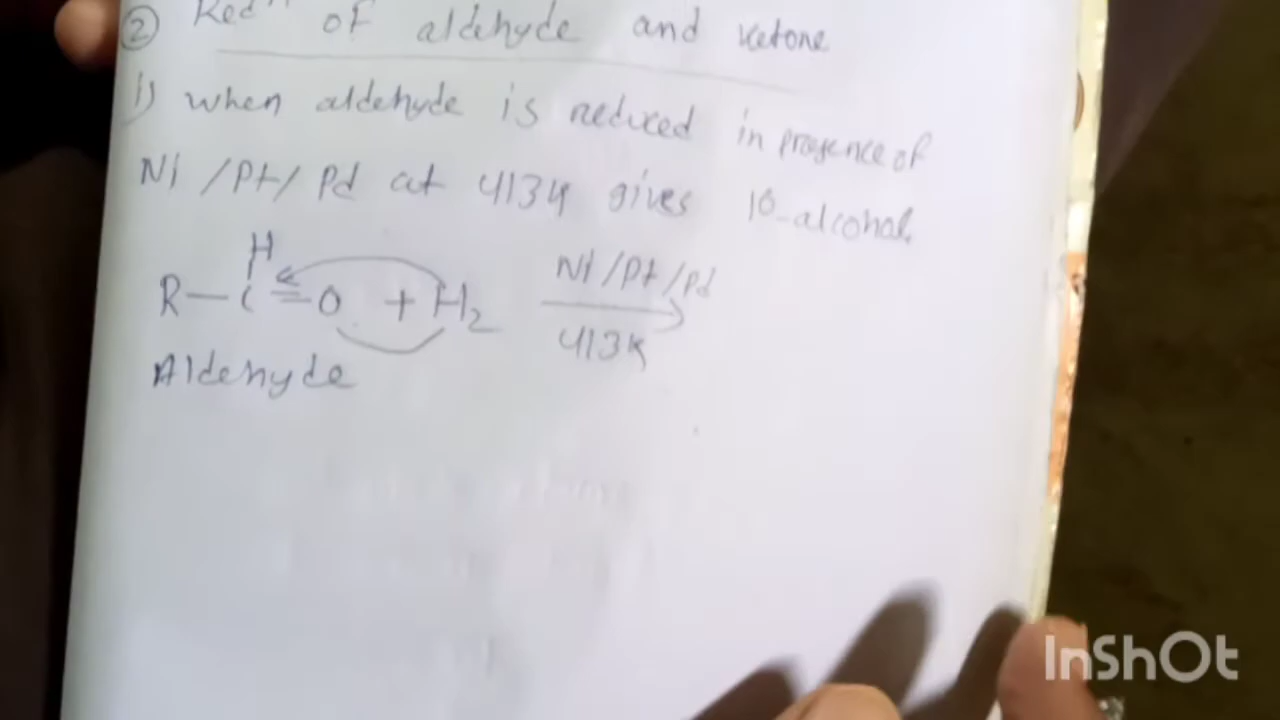 ② Redⁿ of aldehyde and ketone
1) when aldehyde is reduced in presence of
Ni /Pt/ Pd at 413K gives 1° alcohol.
H
R—C=O + H₂ Ni/Pt/Pd
413K
Aldehyde
InShOt